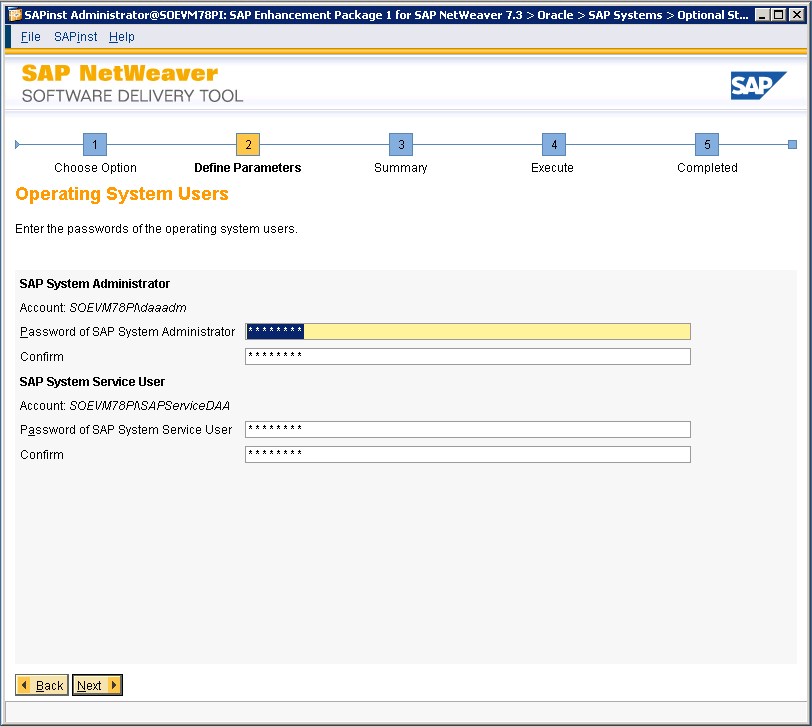 SAPinst Administrator@SOEVM78PI: SAP Enhancement Package 1 for SAP NetWeaver 7.3 > Oracle > SAP Systems > Optional St...
File SAPinst Help
SAP NetWeaver
SOFTWARE DELIVERY TOOL
SAP
1 2 3 4 5
Choose Option Define Parameters Summary Execute Completed
Operating System Users
Enter the passwords of the operating system users.
SAP System Administrator
Account: SOEVM78PI\daaadm
Password of SAP System Administrator ********
Confirm ********
SAP System Service User
Account: SOEVM78PI\SAPServiceDAA
Password of SAP System Service User ********
Confirm ********
Back Next